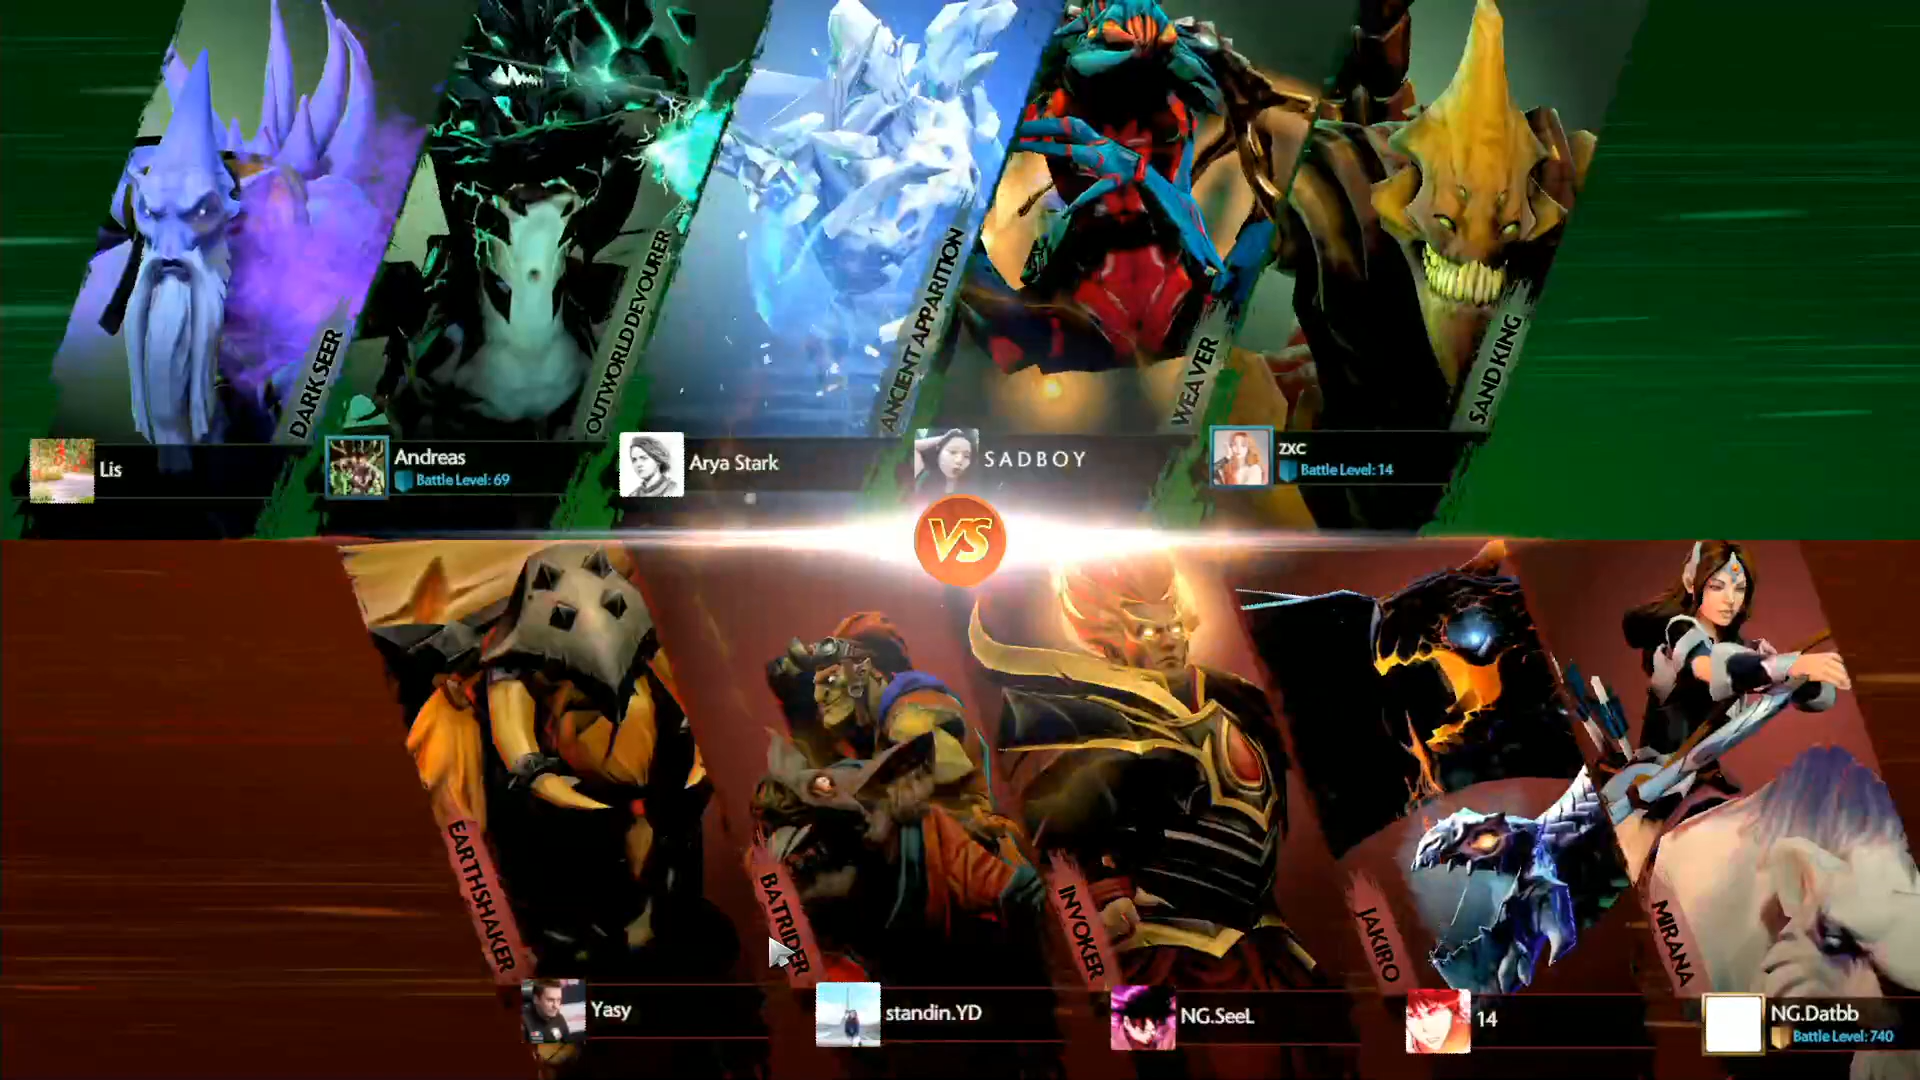 DARK SEER
OUTWORLD DEVOURER
ANCIENT APPARITION
WEAVER
SAND KING
Lis
Andreas
Battle Level: 69
Arya Stark
SADBOY
zxc
Battle Level: 14
VS
EARTHSHAKER
BATRIDER
INVOKER
JAKIRO
MIRANA
Yasy
standin.YD
NG.SeeL
14
NG.Datbb
Battle Level: 740